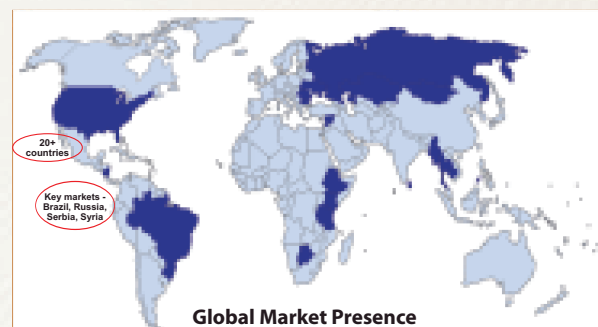 20+
countries
Key markets -
Brazil, Russia,
Serbia, Syria
Global Market Presence